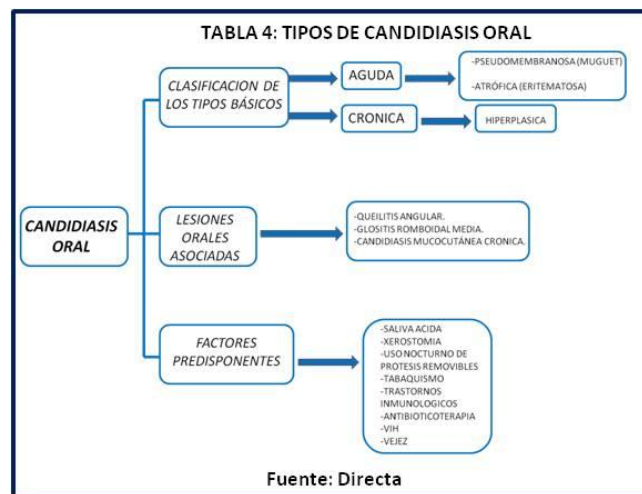 TABLA 4: TIPOS DE CANDIDIASIS ORAL
CANDIDIASIS
ORAL
CLASIFICACION DE
LOS TIPOS BÁSICOS
AGUDA
-PSEUDOMEMBRANOSA (MUGUET)
-ATRÓFICA (ERITEMATOSA)
CRONICA
HIPERPLASICA
LESIONES
ORALES
ASOCIADAS
-QUEILITIS ANGULAR.
-GLOSITIS ROMBOIDAL MEDIA.
-CANDIDIASIS MUCOCUTÁNEA CRONICA.
FACTORES
PREDISPONENTES
-SALIVA ACIDA
-XEROSTOMIA
-USO NOCTURNO DE
PROTESIS REMOVIBLES
-TABAQUISMO
-TRASTORNOS
INMUNOLOGICOS
-ANTIBIOTICOTERAPIA
-VIH
-VEJEZ
Fuente: Directa